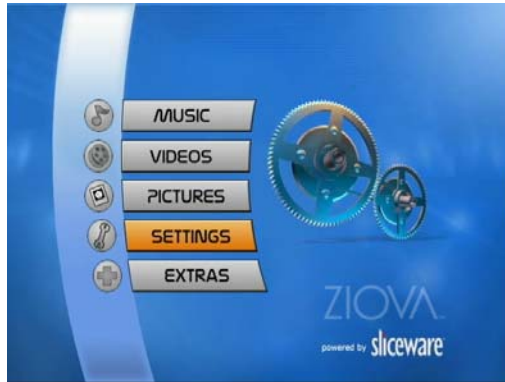 MUSIC
VIDEOS
PICTURES
SETTINGS
EXTRAS
ZIOVA
powered by sliceware